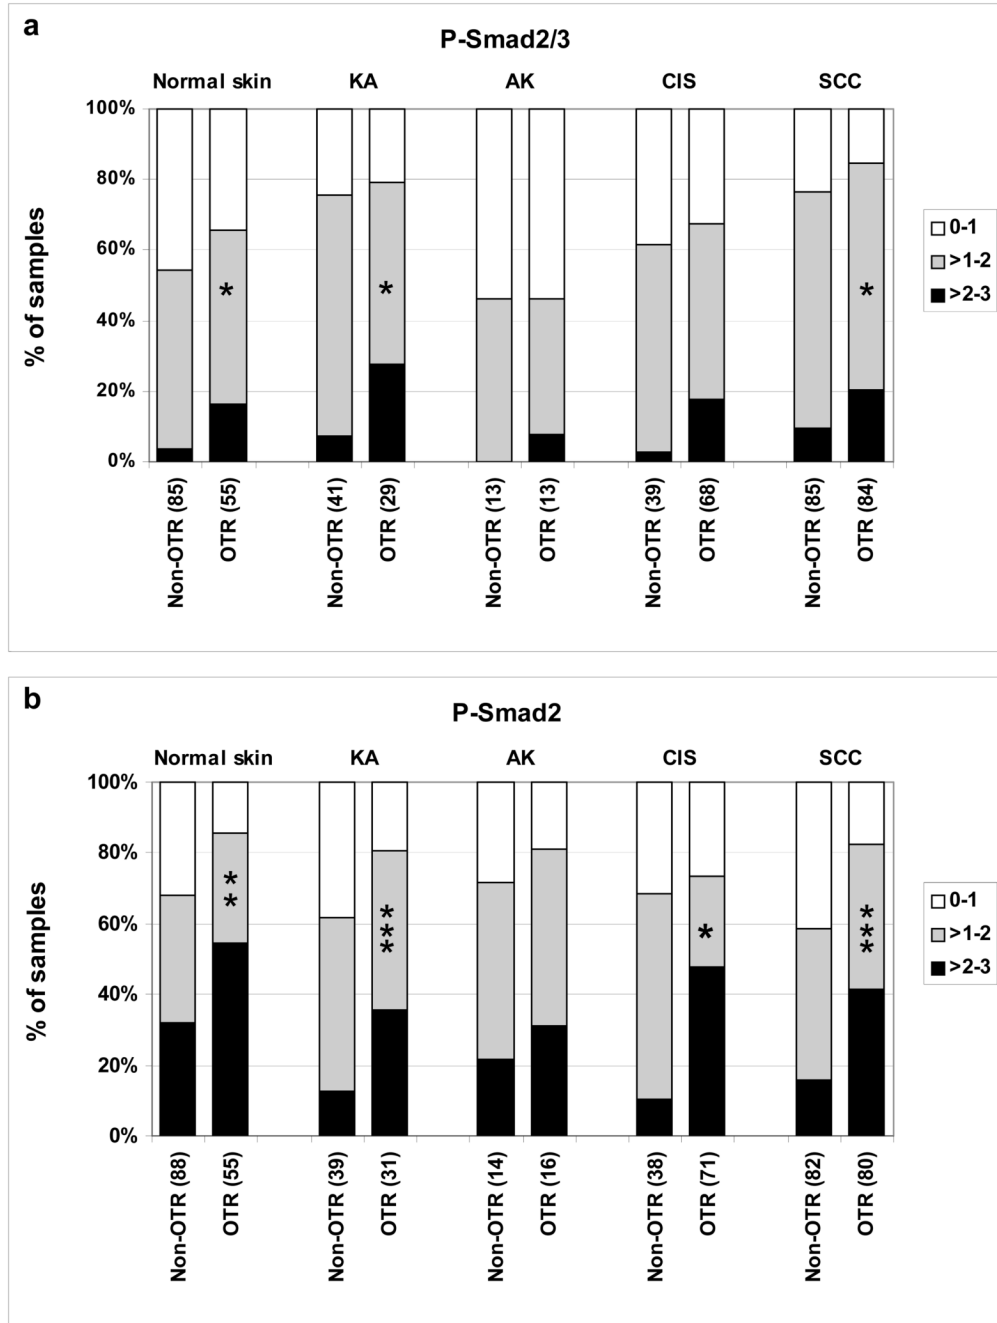 a
P-Smad2/3
Normal skin KA AK CIS SCC
100%
80%
60%
40%
20%
0%
% of samples
* * *
0-1
>1-2
>2-3
Non-OTR (85)
OTR (55)
Non-OTR (41)
OTR (29)
Non-OTR (13)
OTR (13)
Non-OTR (39)
OTR (68)
Non-OTR (85)
OTR (84)
b
P-Smad2
Normal skin KA AK CIS SCC
100%
80%
60%
40%
20%
0%
% of samples
** *** * ***
0-1
>1-2
>2-3
Non-OTR (88)
OTR (55)
Non-OTR (39)
OTR (31)
Non-OTR (14)
OTR (16)
Non-OTR (38)
OTR (71)
Non-OTR (82)
OTR (80)